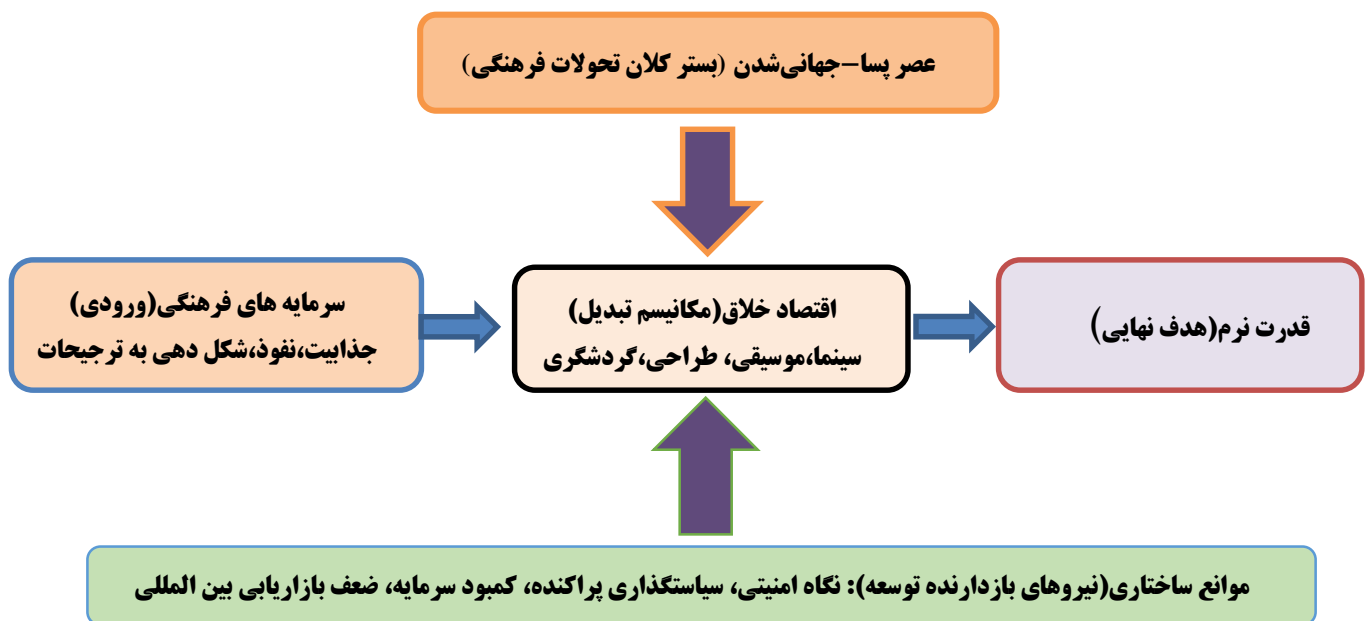 عصر پسا-جهانی‌شدن (بستر کلان تحولات فرهنگی)
سرمایه های فرهنگی(ورودی)
جذابیت،نفوذ،شکل دهی به ترجیحات
اقتصاد خلاق(مکانیسم تبدیل)
سینما،موسیقی، طراحی،گردشگری
قدرت نرم(هدف نهایی)
موانع ساختاری(نیروهای بازدارنده توسعه): نگاه امنیتی، سیاستگذاری پراکنده، کمبود سرمایه، ضعف بازاریابی بین المللی